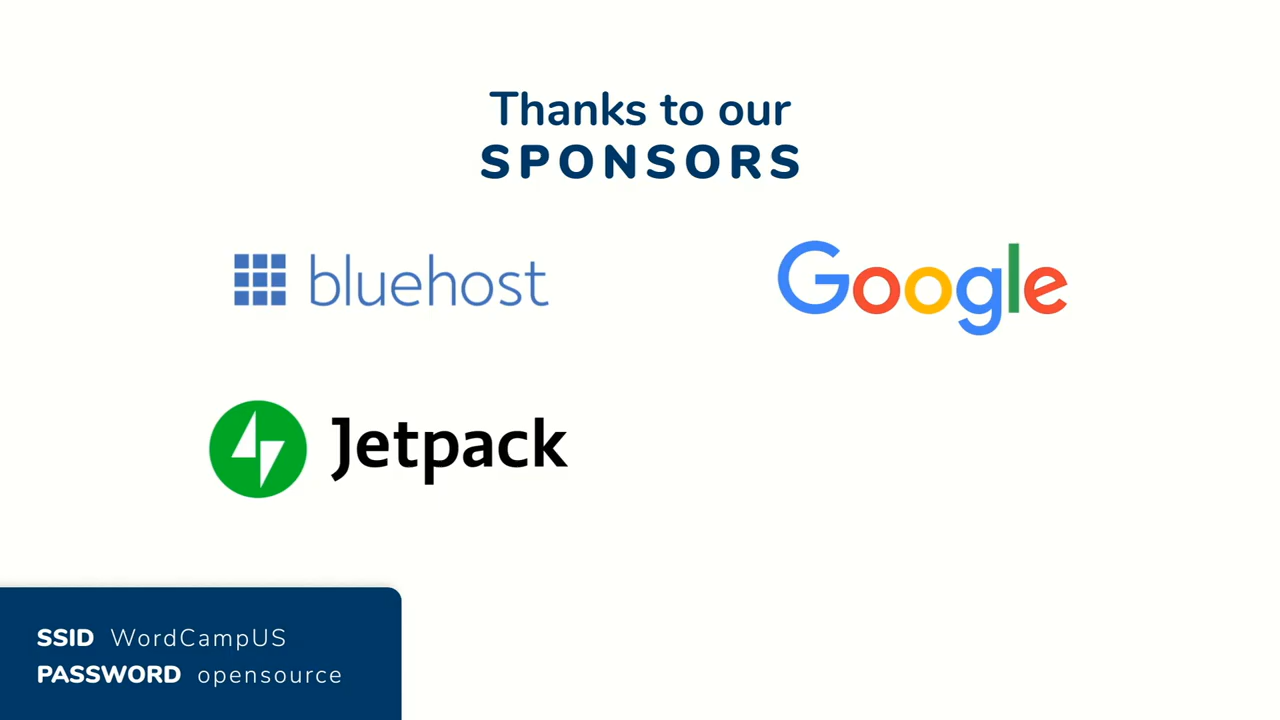 Thanks to our
SPONSORS
bluehost
Google
Jetpack
SSID WordCampUS
PASSWORD opensource